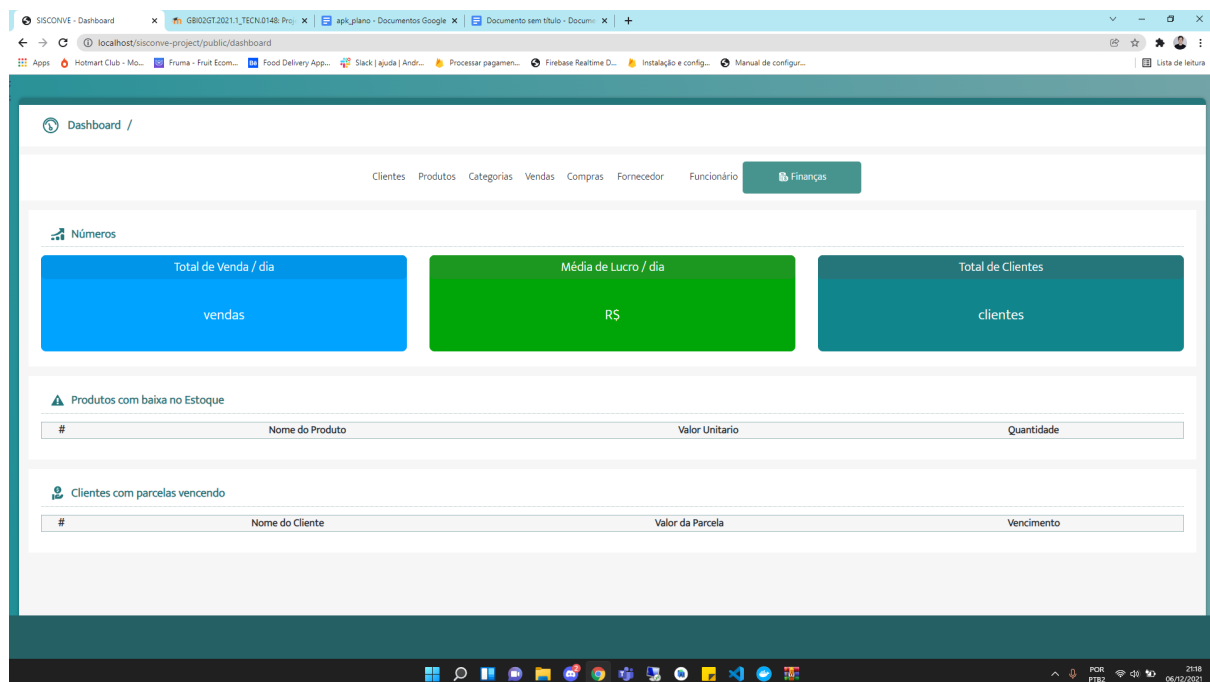 SISCONVE - Dashboard GBI02GT.2021.1_TECN.0148: Proj apk_plano - Documentos Google Documento sem título - Docume
localhost/sisconve-project/public/dashboard
Apps Hotmart Club - Mo... Fruma - Fruit Ecom... Food Delivery App... Slack | ajuda | Andr... Processar pagamen... Firebase Realtime D... Instalação e config... Manual de configur... Lista de leitura
Dashboard /
Clientes Produtos Categorias Vendas Compras Fornecedor Funcionário Finanças
Números
Total de Venda / dia Média de Lucro / dia Total de Clientes
vendas R$ clientes
Produtos com baixa no Estoque
# Nome do Produto Valor Unitario Quantidade
Clientes com parcelas vencendo
# Nome do Cliente Valor da Parcela Vencimento
POR 21:18
PTB2 06/12/2021